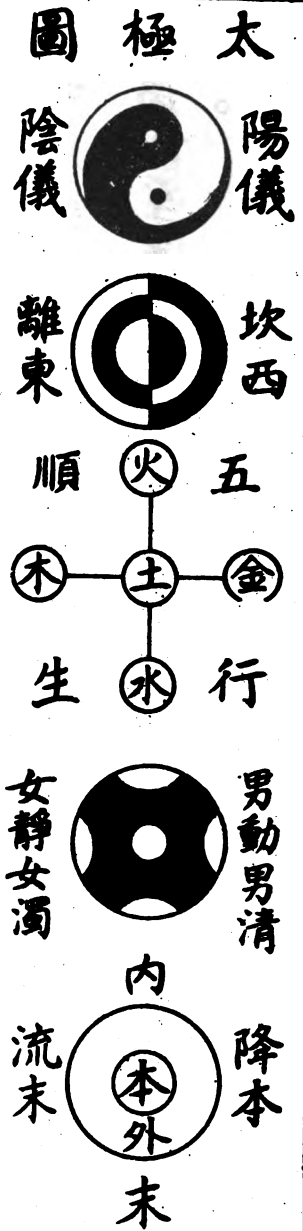 太極圖
陽儀
陰儀
坎西
離東
五行
順生
火
金
土
木
水
男動男清
女靜女濁
內
降本
流末
本
外
末